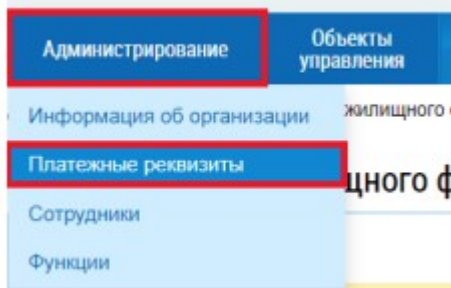 Администрирование
Объекты
управления
Информация об организации
жилищного
Платежные реквизиты
щного ф
Сотрудники
Функции